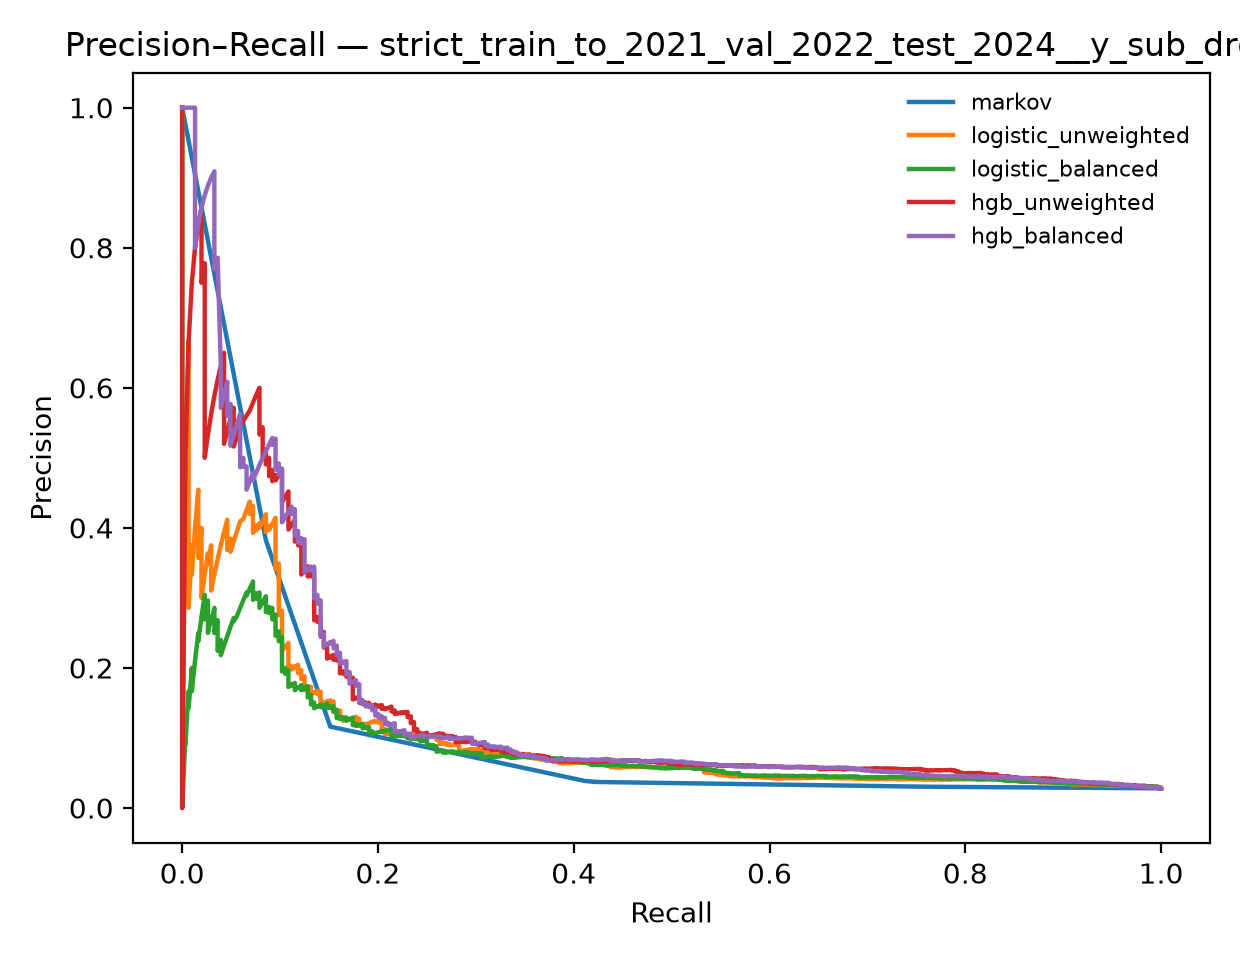 Precision–Recall — strict_train_to_2021_val_2022_test_2024__y_sub_dr
1.0
0.8
0.6
0.4
0.2
0.0
Precision
markov
logistic_unweighted
logistic_balanced
hgb_unweighted
hgb_balanced
0.0 0.2 0.4 0.6 0.8 1.0
Recall